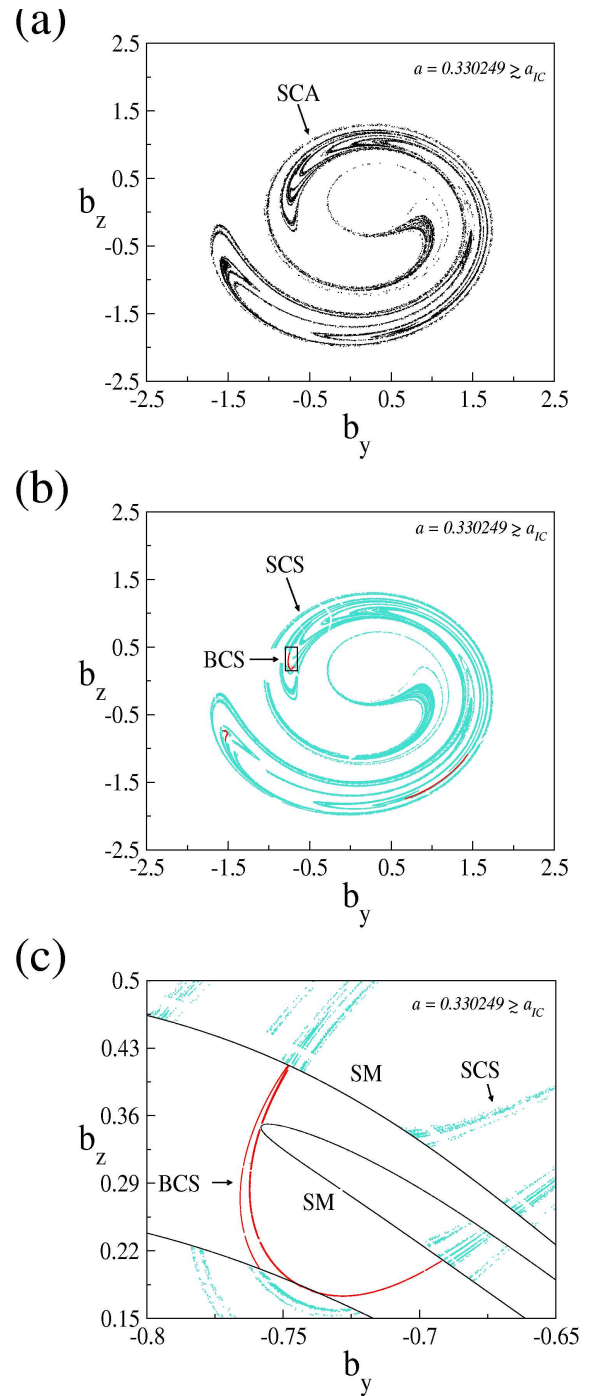 (a)
2.5
a = 0.330249 ≳ a_IC
SCA
1.5
0.5
b_z
-0.5
-1.5
-2.5
-2.5 -1.5 -0.5 0.5 1.5 2.5
b_y
(b)
2.5
a = 0.330249 ≳ a_IC
1.5
SCS
BCS
0.5
b_z
-0.5
-1.5
-2.5
-2.5 -1.5 -0.5 0.5 1.5 2.5
b_y
(c)
0.5
a = 0.330249 ≳ a_IC
0.43
SM
SCS
0.36
b_z
0.29
BCS
SM
0.22
0.15
-0.8 -0.75 -0.7 -0.65
b_y